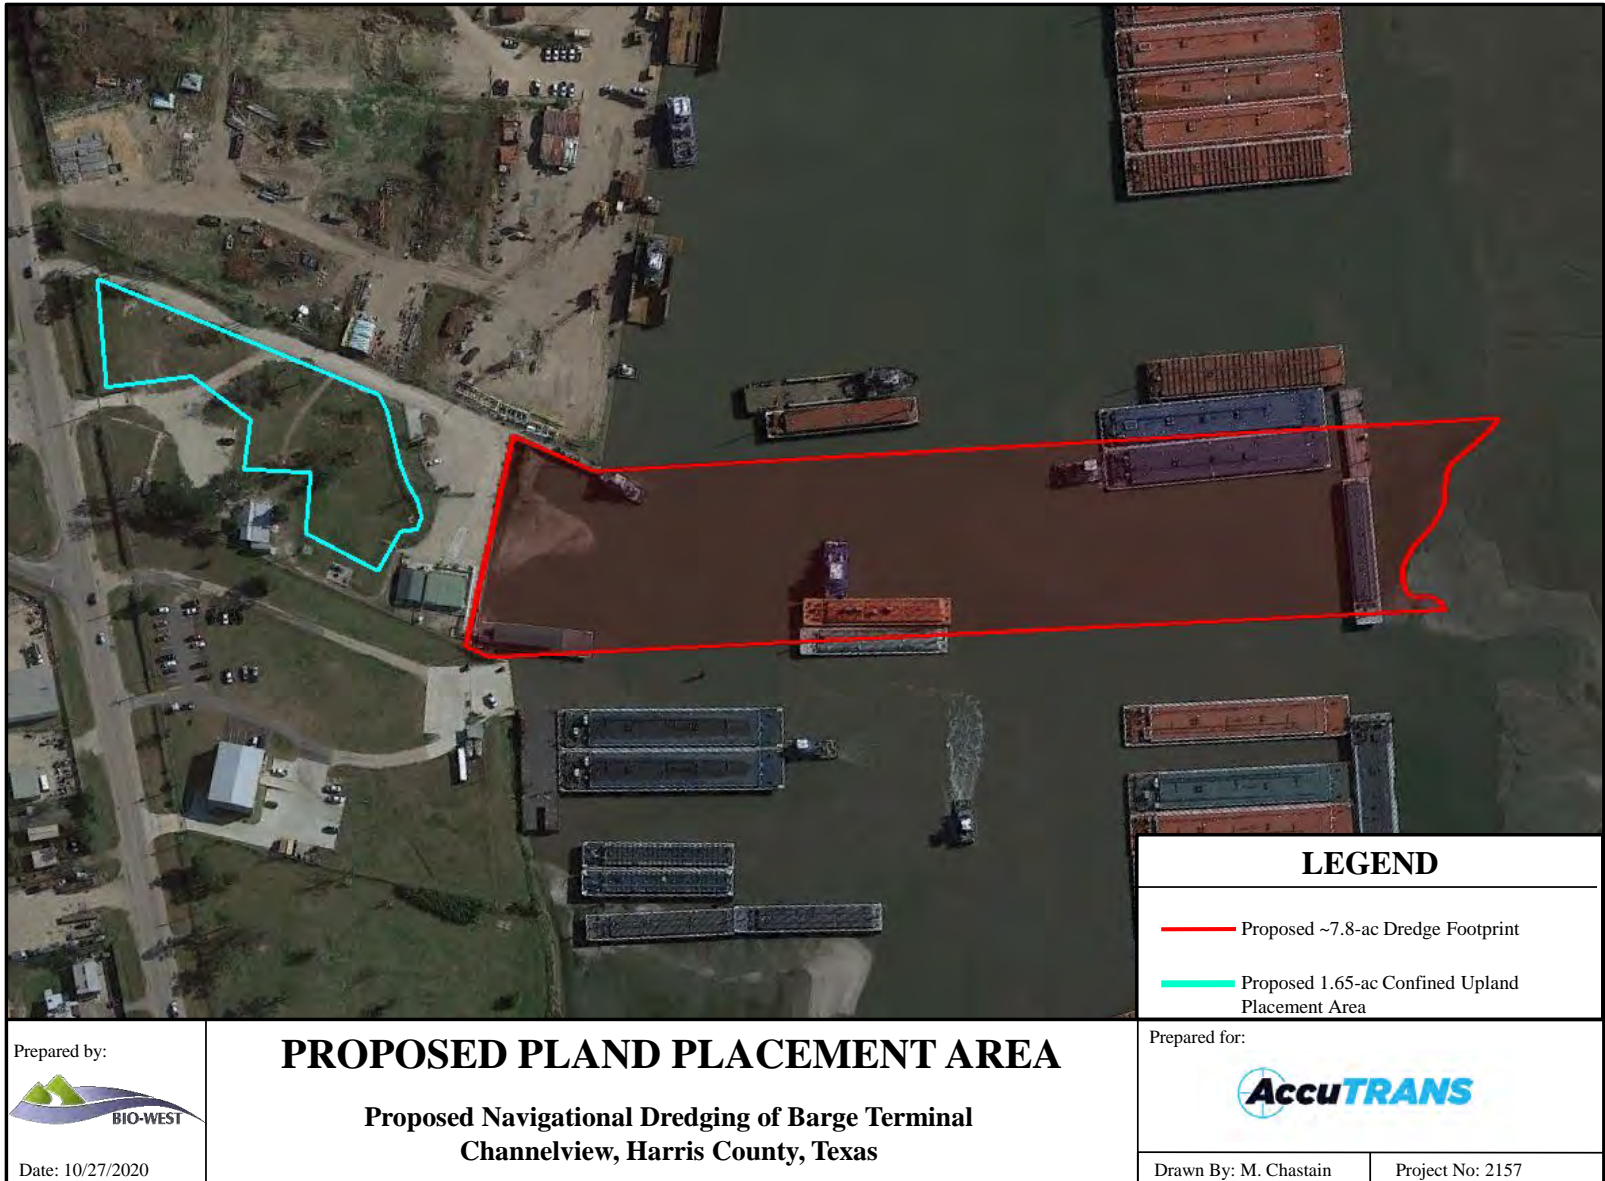 LEGEND
Proposed ~7.8-ac Dredge Footprint
Proposed 1.65-ac Confined Upland
Placement Area
Prepared by:
BIO-WEST
Date: 10/27/2020
PROPOSED PLAND PLACEMENT AREA
Proposed Navigational Dredging of Barge Terminal
Channelview, Harris County, Texas
Prepared for:
AccuTRANS
Drawn By: M. Chastain
Project No: 2157